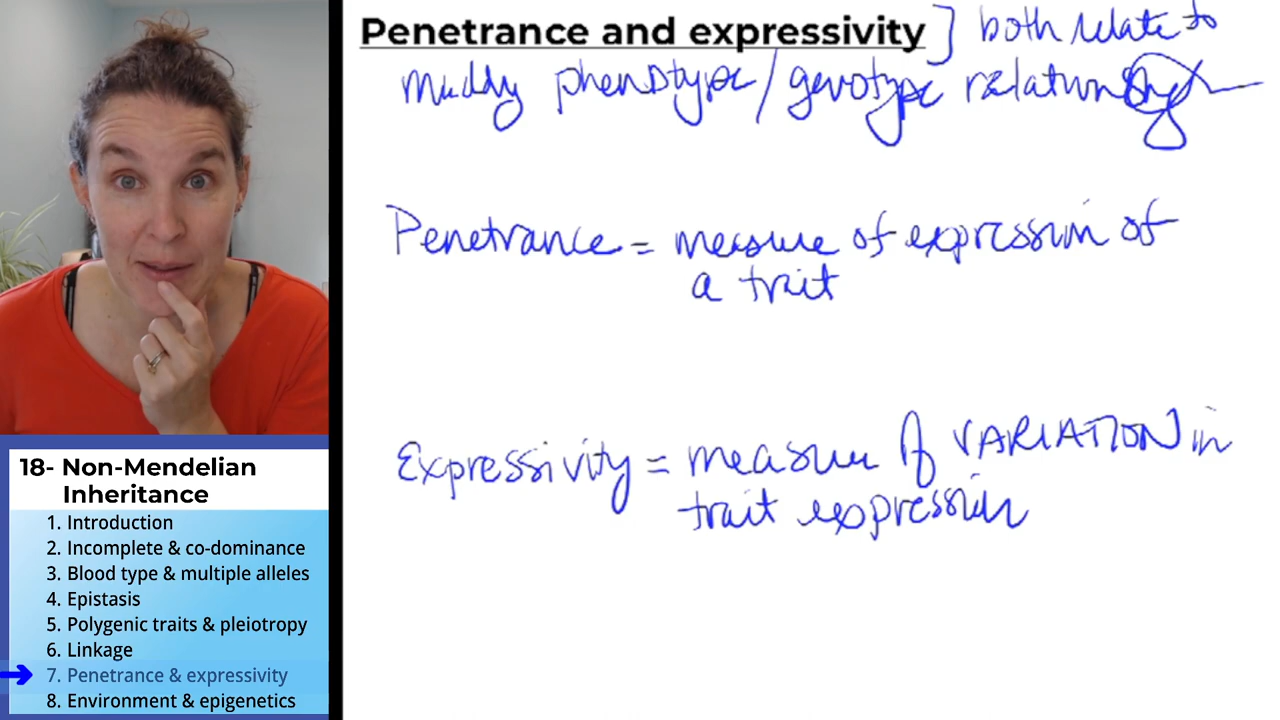 Penetrance and expressivity ] both relate to
muddy phenotype/genotype relationship
Penetrance = measure of expression of
a trait
Expressivity = measure of VARIATION in
trait expression
18- Non-Mendelian
Inheritance
1. Introduction
2. Incomplete & co-dominance
3. Blood type & multiple alleles
4. Epistasis
5. Polygenic traits & pleiotropy
6. Linkage
7. Penetrance & expressivity
8. Environment & epigenetics